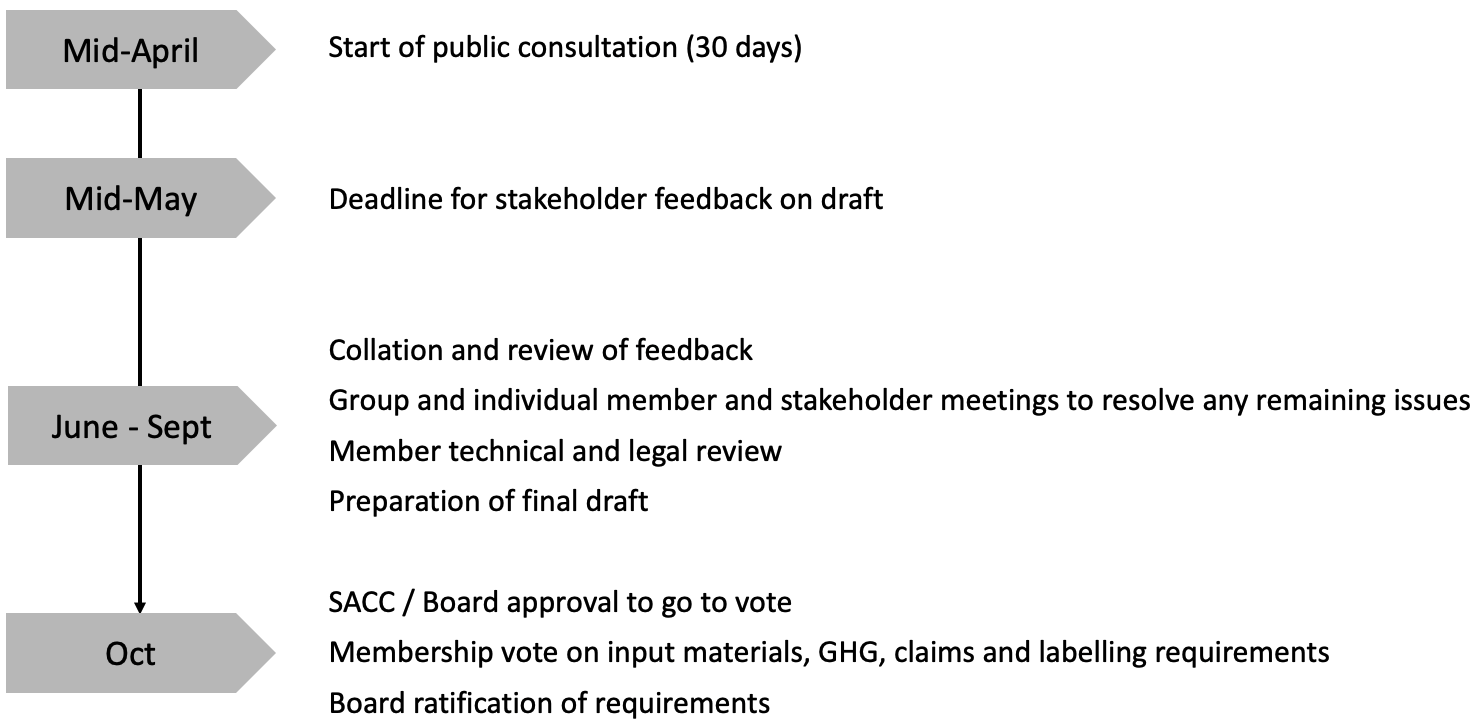 Mid-April
Start of public consultation (30 days)
Mid-May
Deadline for stakeholder feedback on draft
June - Sept
Collation and review of feedback
Group and individual member and stakeholder meetings to resolve any remaining issues
Member technical and legal review
Preparation of final draft
Oct
SACC / Board approval to go to vote
Membership vote on input materials, GHG, claims and labelling requirements
Board ratification of requirements